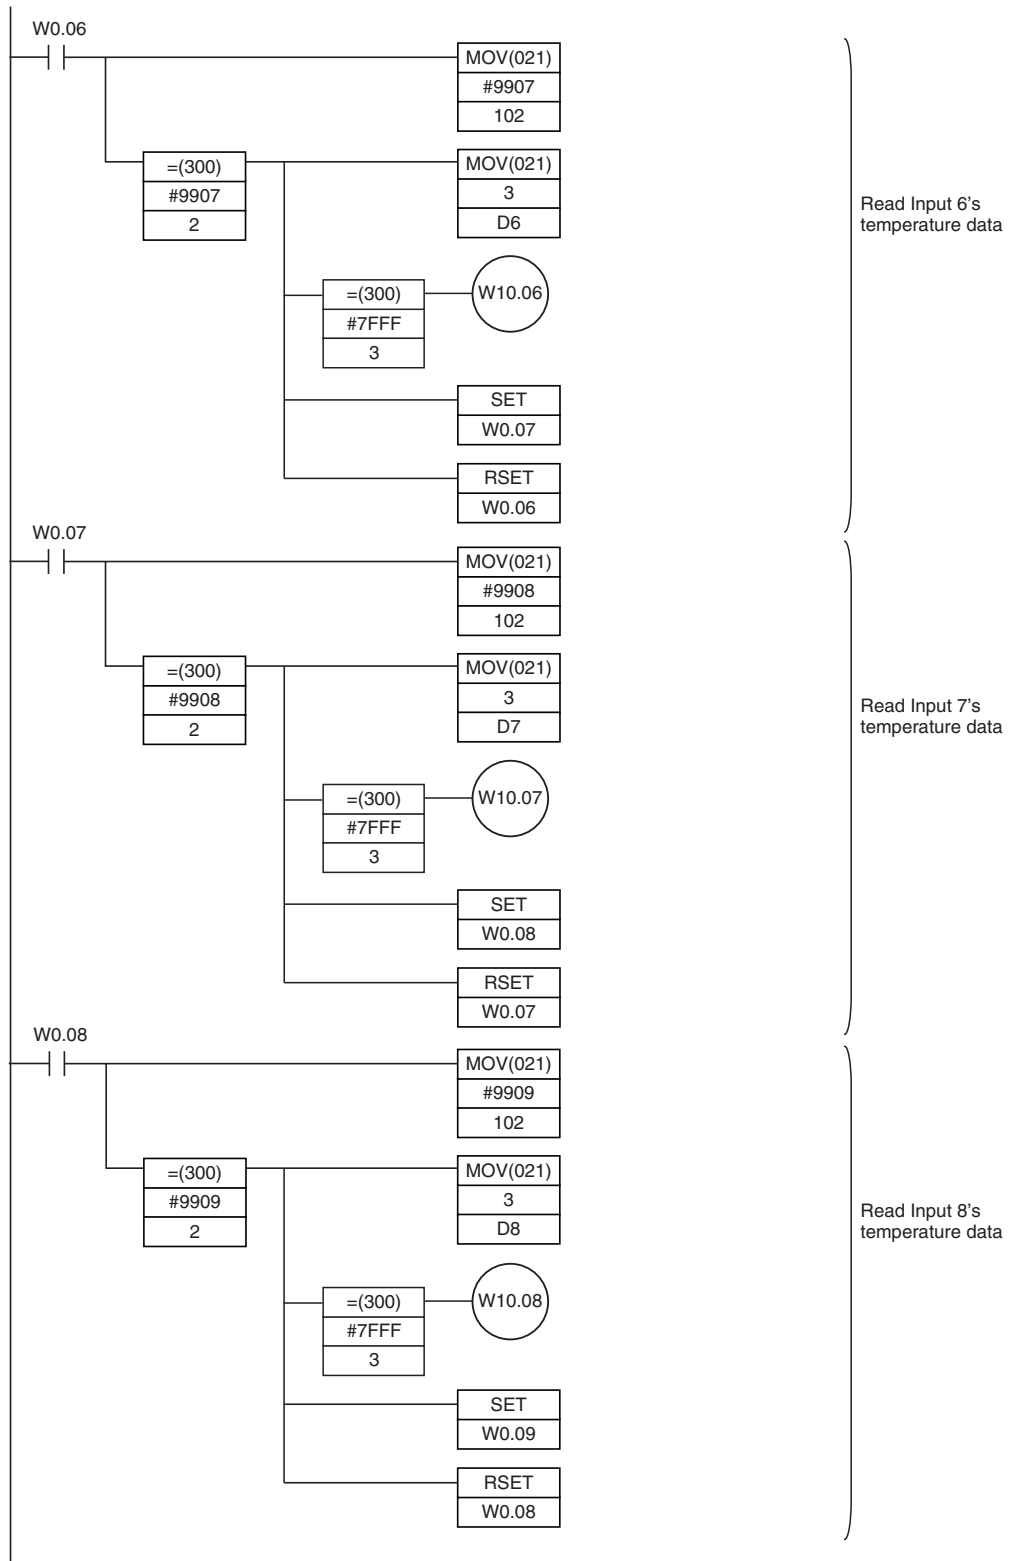 W0.06
MOV(021)
#9907
102
=(300)
#9907
2
MOV(021)
3
D6
Read Input 6's
temperature data
=(300)
#7FFF
3
W10.06
SET
W0.07
RSET
W0.06
W0.07
MOV(021)
#9908
102
=(300)
#9908
2
MOV(021)
3
D7
Read Input 7's
temperature data
=(300)
#7FFF
3
W10.07
SET
W0.08
RSET
W0.07
W0.08
MOV(021)
#9909
102
=(300)
#9909
2
MOV(021)
3
D8
Read Input 8's
temperature data
=(300)
#7FFF
3
W10.08
SET
W0.09
RSET
W0.08